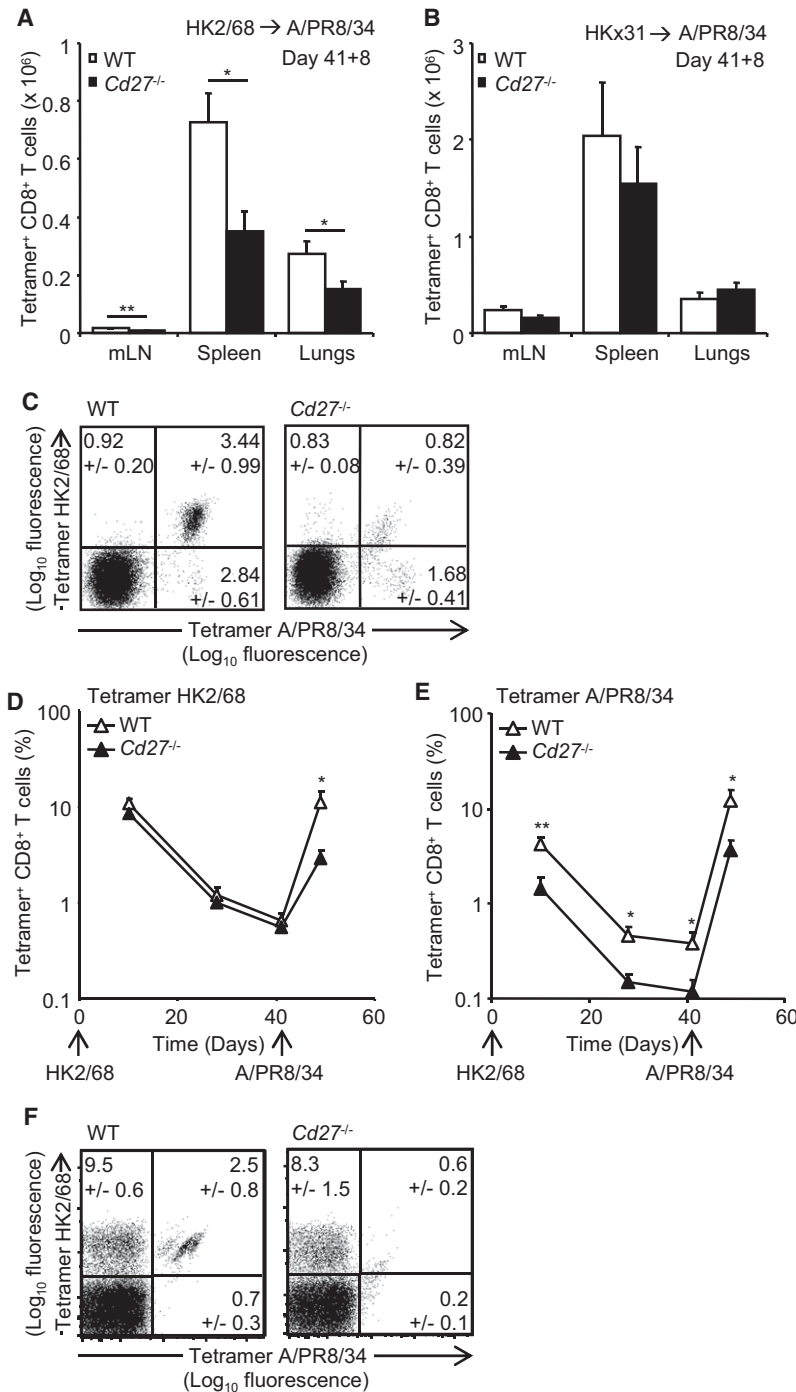 A
HK2/68 → A/PR8/34
Day 41+8
WT
Cd27-/-
Tetramer+ CD8+ T cells (x 10⁶)
1
0.8
0.6
0.4
0.2
0
*
*
**
mLN
Spleen
Lungs
B
HKx31 → A/PR8/34
Day 41+8
WT
Cd27-/-
Tetramer+ CD8+ T cells (x 10⁶)
3
2
1
0
mLN
Spleen
Lungs
C
WT
Cd27-/-
(Log₁₀ fluorescence)
-Tetramer HK2/68→
0.92
+/- 0.20
3.44
+/- 0.99
2.84
+/- 0.61
0.83
+/- 0.08
0.82
+/- 0.39
1.68
+/- 0.41
Tetramer A/PR8/34
(Log₁₀ fluorescence)
D
Tetramer HK2/68
WT
Cd27-/-
Tetramer+ CD8+ T cells (%)
100
10
1
0.1
*
0
20
40
60
Time (Days)
HK2/68
A/PR8/34
E
Tetramer A/PR8/34
WT
Cd27-/-
Tetramer+ CD8+ T cells (%)
100
10
1
0.1
**
*
*
*
0
20
40
60
Time (Days)
HK2/68
A/PR8/34
F
WT
Cd27-/-
(Log₁₀ fluorescence)
-Tetramer HK2/68→
9.5
+/- 0.6
2.5
+/- 0.8
0.7
+/- 0.3
8.3
+/- 1.5
0.6
+/- 0.2
0.2
+/- 0.1
Tetramer A/PR8/34
(Log₁₀ fluorescence)